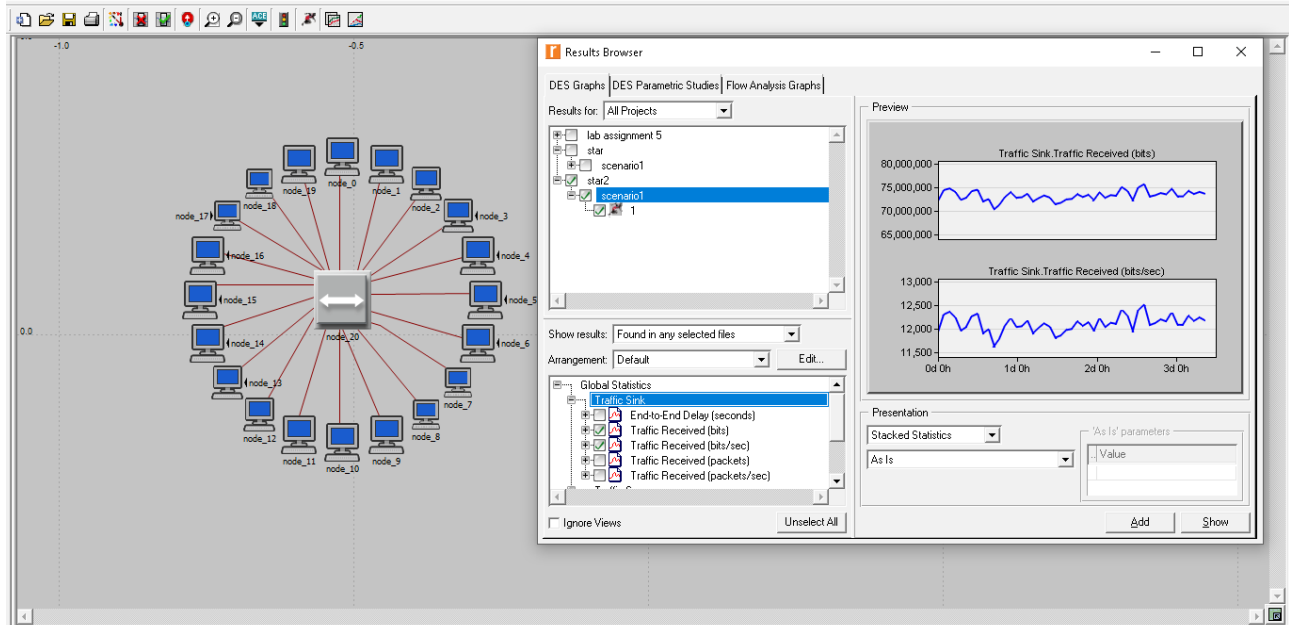 ACE
-1.0
-0.5
0.0
node_0
node_1
node_2
node_3
node_4
node_5
node_6
node_7
node_8
node_9
node_10
node_11
node_12
node_13
node_14
node_15
node_16
node_17
node_18
node_19
node_20
Results Browser
DES Graphs DES Parametric Studies Flow Analysis Graphs
Results for: All Projects
lab assignment 5
star
scenario1
star2
scenario1
1
Show results: Found in any selected files
Arrangement: Default Edit...
Global Statistics
Traffic Sink
End-to-End Delay (seconds)
Traffic Received (bits)
Traffic Received (bits/sec)
Traffic Received (packets)
Traffic Received (packets/sec)
Ignore Views Unselect All
Preview
Traffic Sink.Traffic Received (bits)
80,000,000
75,000,000
70,000,000
65,000,000
Traffic Sink.Traffic Received (bits/sec)
13,000
12,500
12,000
11,500
0d 0h 1d 0h 2d 0h 3d 0h
Presentation
Stacked Statistics
As Is
'As Is' parameters
... Value
Add Show